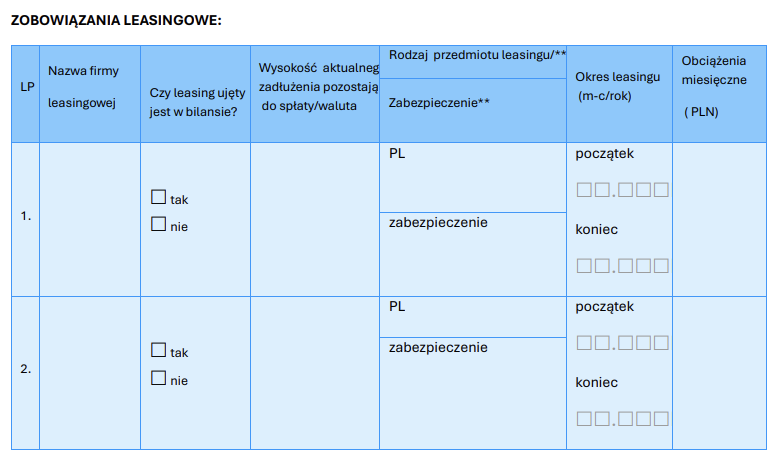 ZOBOWIĄZANIA LEASINGOWE:
LP
Nazwa firmy
leasingowej
Czy leasing ujęty
jest w bilansie?
Wysokość aktualneg
zadłużenia pozostają
do spłaty/waluta
Rodzaj przedmiotu leasingu/**
Zabezpieczenie**
Okres leasingu
(m-c/rok)
Obciążenia
miesięczne
( PLN)
1.
☐ tak
☐ nie
PL
zabezpieczenie
początek
☐☐.☐☐☐
koniec
☐☐.☐☐☐
2.
☐ tak
☐ nie
PL
zabezpieczenie
początek
☐☐.☐☐☐
koniec
☐☐.☐☐☐